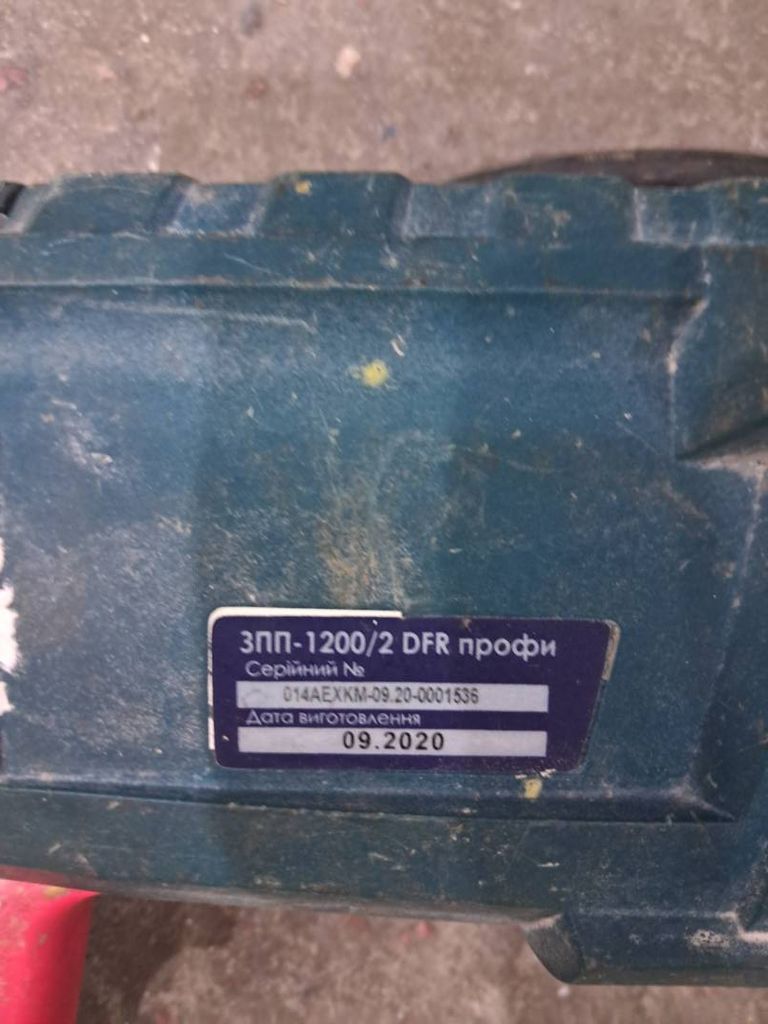 ЗПП-1200/2 DFR профи
Серійний №
014AEXKM-09.20-0001536
Дата виготовлення
09.2020